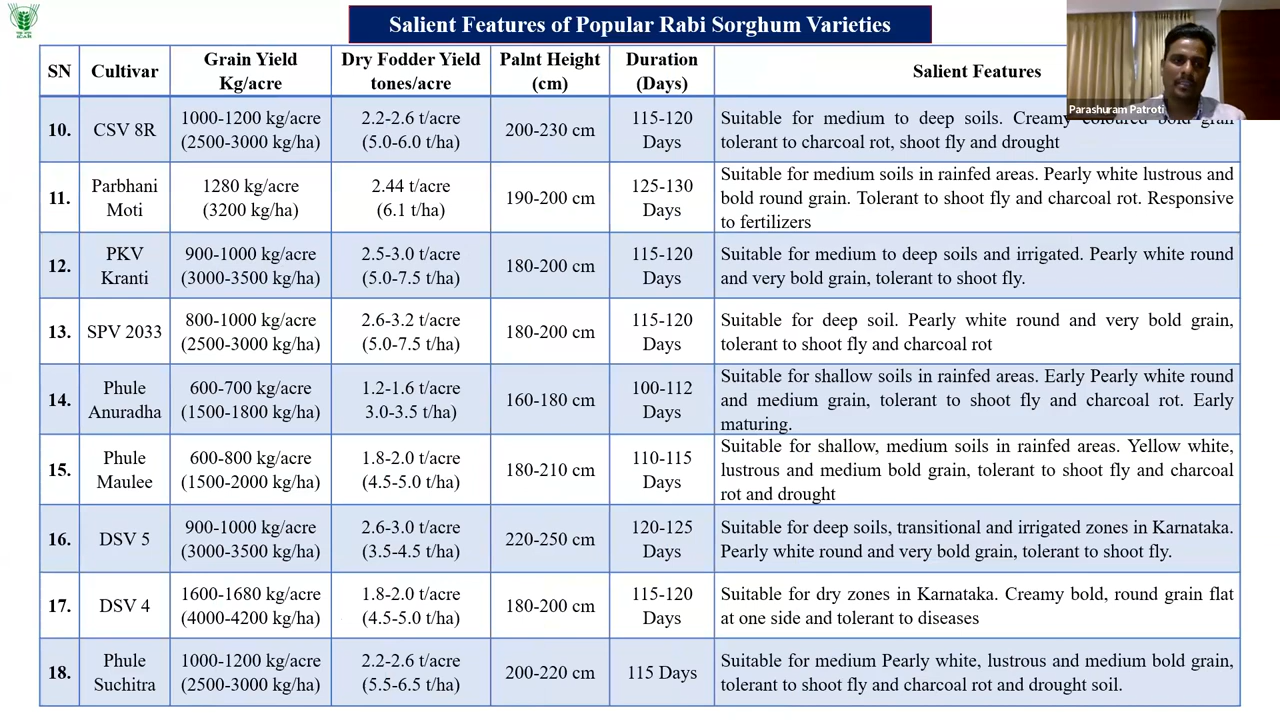 Salient Features of Popular Rabi Sorghum Varieties
Parashuram Patroti
SN Cultivar Grain Yield Kg/acre Dry Fodder Yield tones/acre Palnt Height (cm) Duration (Days) Salient Features
10. CSV 8R 1000-1200 kg/acre (2500-3000 kg/ha) 2.2-2.6 t/acre (5.0-6.0 t/ha) 200-230 cm 115-120 Days Suitable for medium to deep soils. Creamy coloured bold grain tolerant to charcoal rot, shoot fly and drought
11. Parbhani Moti 1280 kg/acre (3200 kg/ha) 2.44 t/acre (6.1 t/ha) 190-200 cm 125-130 Days Suitable for medium soils in rainfed areas. Pearly white lustrous and bold round grain. Tolerant to shoot fly and charcoal rot. Responsive to fertilizers
12. PKV Kranti 900-1000 kg/acre (3000-3500 kg/ha) 2.5-3.0 t/acre (5.0-7.5 t/ha) 180-200 cm 115-120 Days Suitable for medium to deep soils and irrigated. Pearly white round and very bold grain, tolerant to shoot fly.
13. SPV 2033 800-1000 kg/acre (2500-3000 kg/ha) 2.6-3.2 t/acre (5.0-7.5 t/ha) 180-200 cm 115-120 Days Suitable for deep soil. Pearly white round and very bold grain, tolerant to shoot fly and charcoal rot
14. Phule Anuradha 600-700 kg/acre (1500-1800 kg/ha) 1.2-1.6 t/acre 3.0-3.5 t/ha) 160-180 cm 100-112 Days Suitable for shallow soils in rainfed areas. Early Pearly white round and medium grain, tolerant to shoot fly and charcoal rot. Early maturing.
15. Phule Maulee 600-800 kg/acre (1500-2000 kg/ha) 1.8-2.0 t/acre (4.5-5.0 t/ha) 180-210 cm 110-115 Days Suitable for shallow, medium soils in rainfed areas. Yellow white, lustrous and medium bold grain, tolerant to shoot fly and charcoal rot and drought
16. DSV 5 900-1000 kg/acre (3000-3500 kg/ha) 2.6-3.0 t/acre (3.5-4.5 t/ha) 220-250 cm 120-125 Days Suitable for deep soils, transitional and irrigated zones in Karnataka. Pearly white round and very bold grain, tolerant to shoot fly.
17. DSV 4 1600-1680 kg/acre (4000-4200 kg/ha) 1.8-2.0 t/acre (4.5-5.0 t/ha) 180-200 cm 115-120 Days Suitable for dry zones in Karnataka. Creamy bold, round grain flat at one side and tolerant to diseases
18. Phule Suchitra 1000-1200 kg/acre (2500-3000 kg/ha) 2.2-2.6 t/acre (5.5-6.5 t/ha) 200-220 cm 115 Days Suitable for medium Pearly white, lustrous and medium bold grain, tolerant to shoot fly and charcoal rot and drought soil.